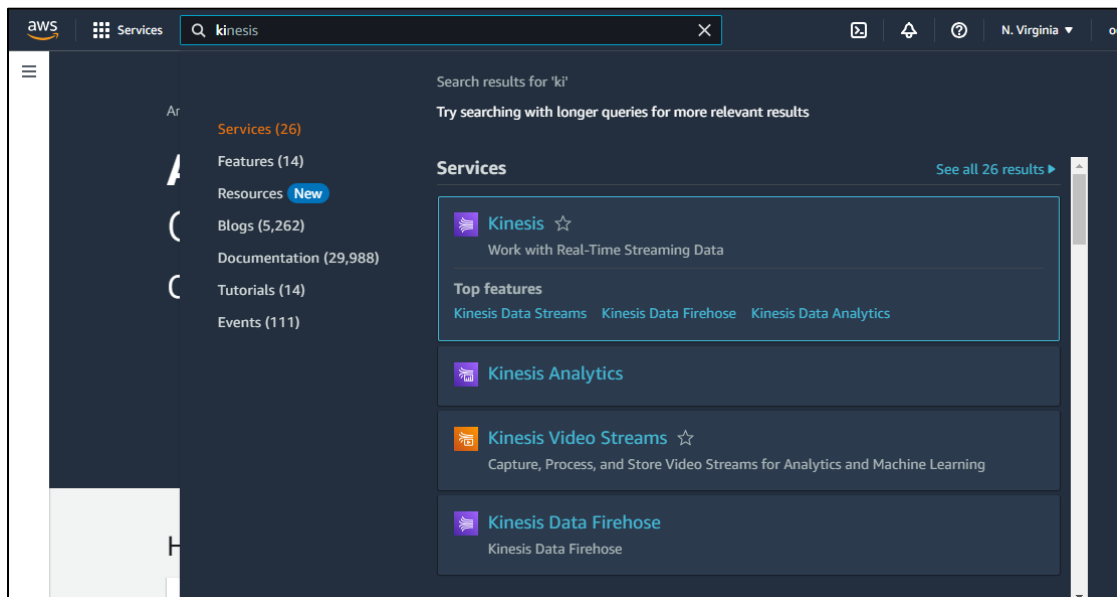 aws Services kinesis N. Virginia ▼
Search results for 'ki'
Try searching with longer queries for more relevant results
Services (26)
Features (14)
Resources New
Blogs (5,262)
Documentation (29,988)
Tutorials (14)
Events (111)
Services See all 26 results ▶
Kinesis
Work with Real-Time Streaming Data
Top features
Kinesis Data Streams Kinesis Data Firehose Kinesis Data Analytics
Kinesis Analytics
Kinesis Video Streams
Capture, Process, and Store Video Streams for Analytics and Machine Learning
Kinesis Data Firehose
Kinesis Data Firehose